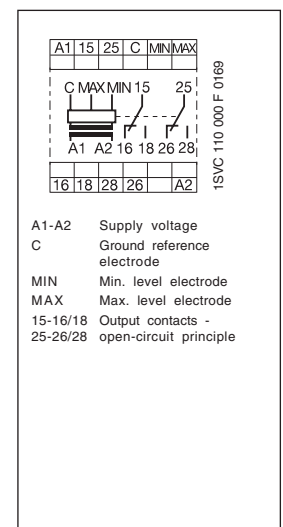 A1 15 25 C MIN MAX
C MAX MIN 15 25
A1 A2 16 18 26 28
16 18 28 26 A2
1SVC 110 000 F 0169
A1-A2 Supply voltage
C Ground reference
electrode
MIN Min. level electrode
MAX Max. level electrode
15-16/18 Output contacts -
25-26/28 open-circuit principle